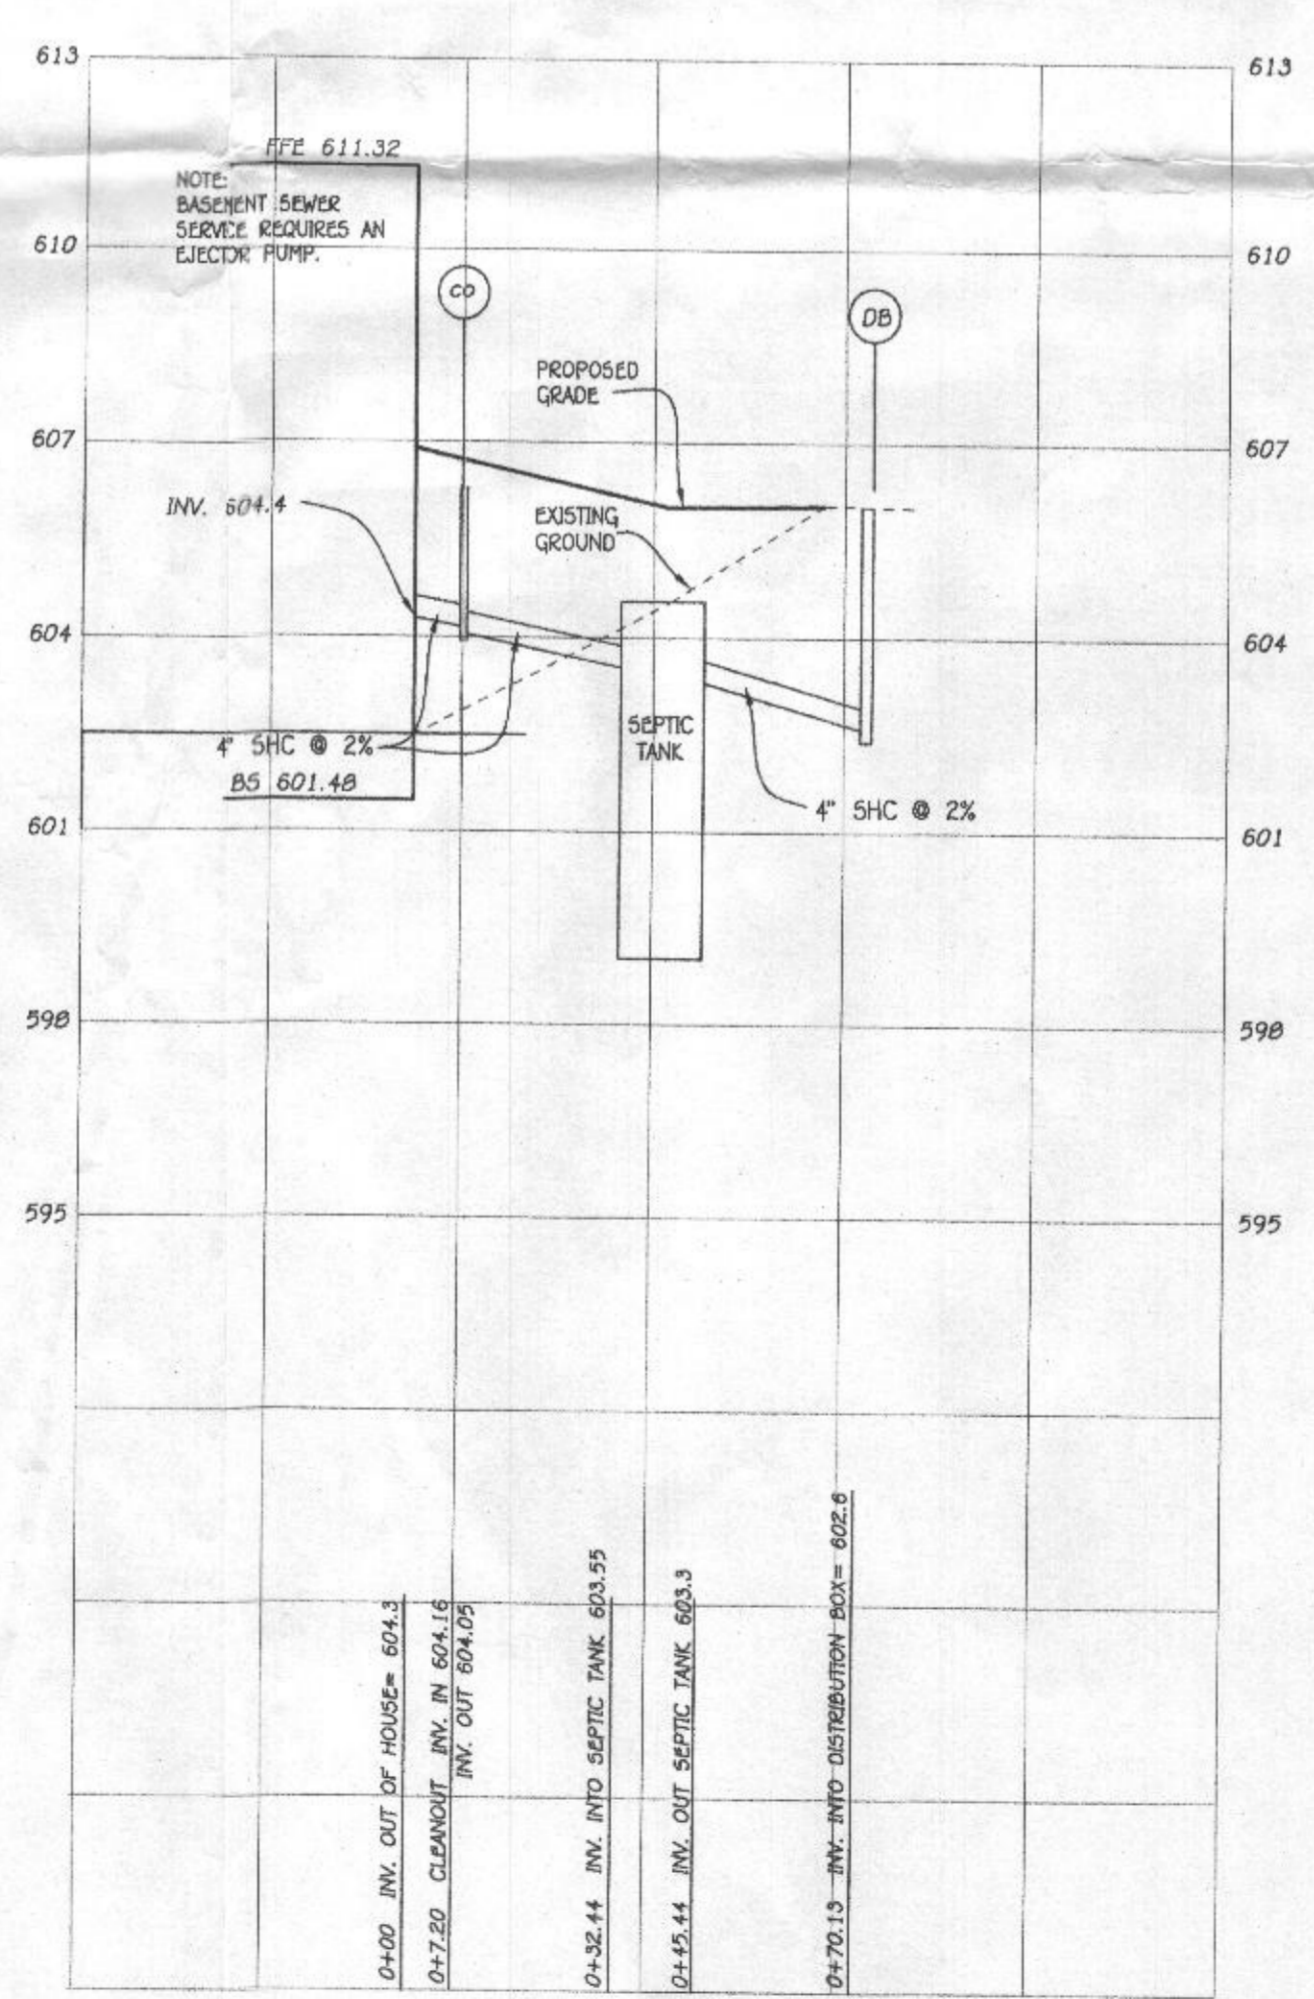 613
613
FFE 611.32
NOTE:
BASEMENT SEWER
SERVICE REQUIRES AN
EJECTOR PUMP.
610
610
CO
DB
PROPOSED
GRADE
607
607
INV. 604.4
EXISTING
GROUND
604
604
SEPTIC
TANK
4" SHC @ 2%
BS 601.48
4" SHC @ 2%
601
601
598
598
595
595
0+00 INV. OUT OF HOUSE= 604.3
0+7.20 CLEANOUT INV. IN 604.16
INV. OUT 604.05
0+32.44 INV. INTO SEPTIC TANK 603.55
0+45.44 INV. OUT SEPTIC TANK 603.3
0+70.13 INV. INTO DISTRIBUTION BOX= 602.6